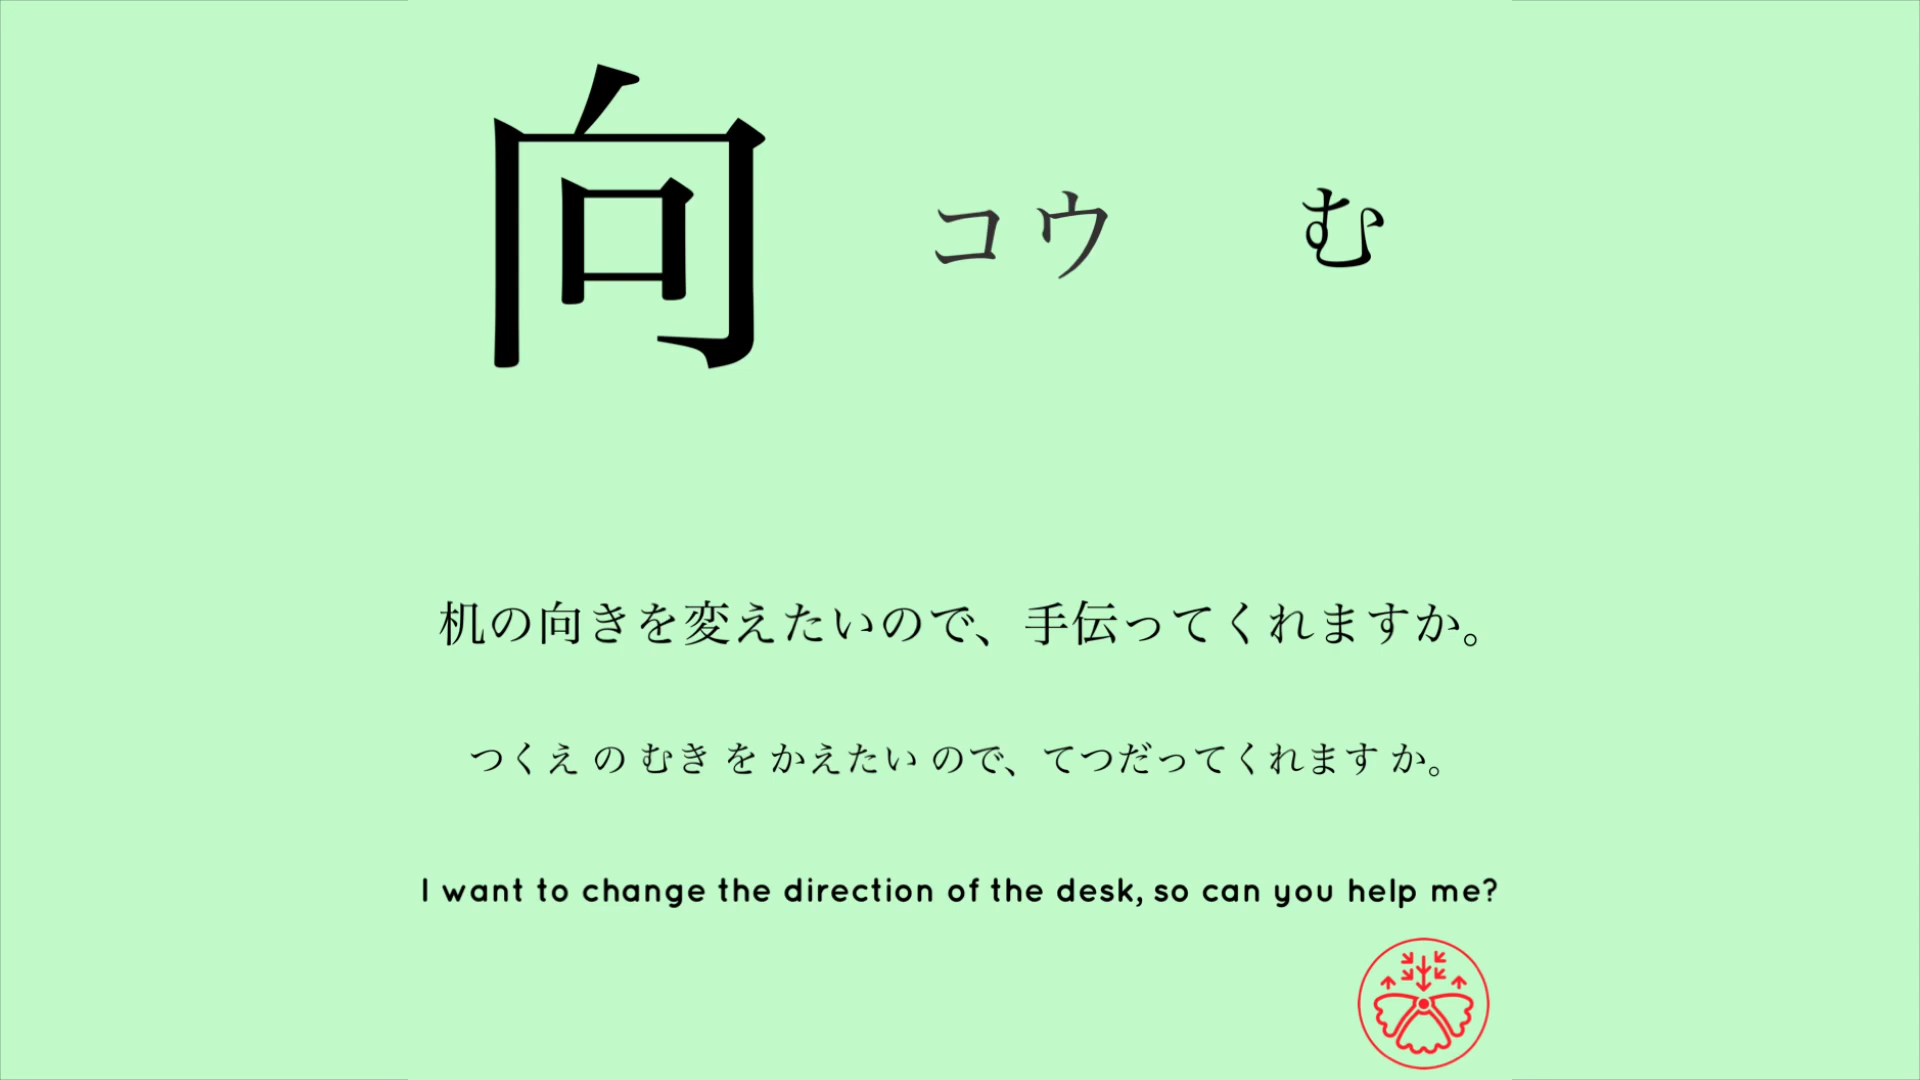 向 コウ む
机の向きを変えたいので、手伝ってくれますか。
つくえ の むき を かえたい ので、てつだってくれます か。
I want to change the direction of the desk, so can you help me?